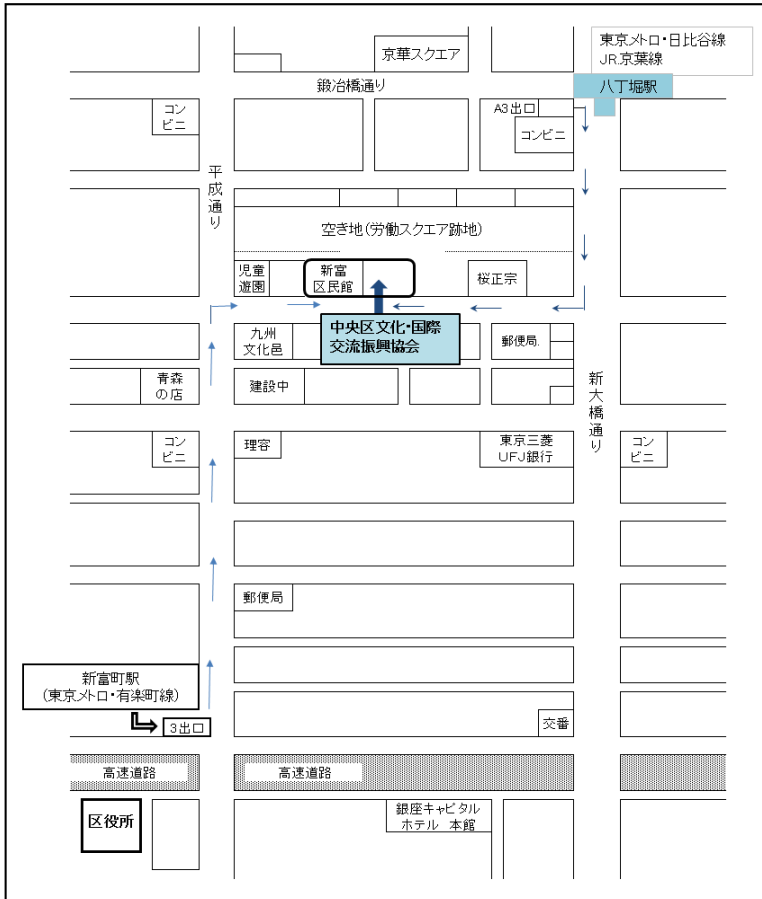 東京メトロ・日比谷線
JR.京葉線
八丁堀駅
京華スクエア
鍛冶橋通り
コン
ビニ
A3出口
コンビニ
平成通り
空き地(労働スクエア跡地)
児童
遊園
新富
区民館
桜正宗
中央区文化・国際
交流振興協会
九州
文化邑
郵便局.
青森
の店
建設中
新大橋通り
コン
ビニ
理容
東京三菱
UFJ銀行
コン
ビニ
郵便局
新富町駅
(東京メトロ・有楽町線)
3出口
交番
高速道路
高速道路
区役所
銀座キャピタル
ホテル 本館